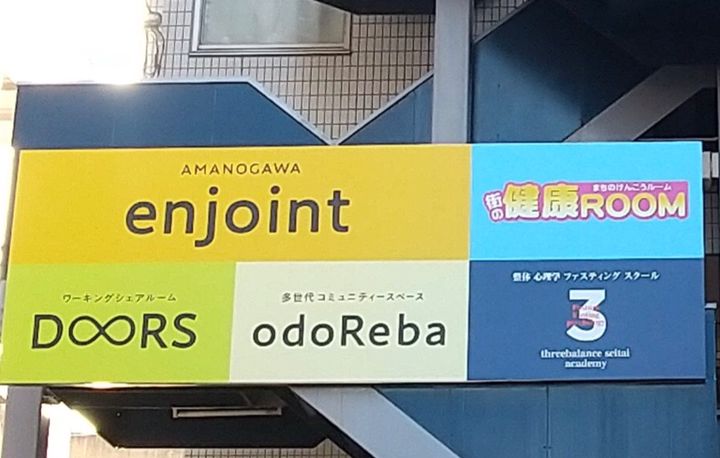 AMANOGAWA
enjoint
まちのけんこうルーム
街の健康ROOM
ワーキングシェアルーム
D∞RS
多世代コミュニティースペース
odoReba
整体 心理学 ファスティング スクール
3
threebalance seitai
academy